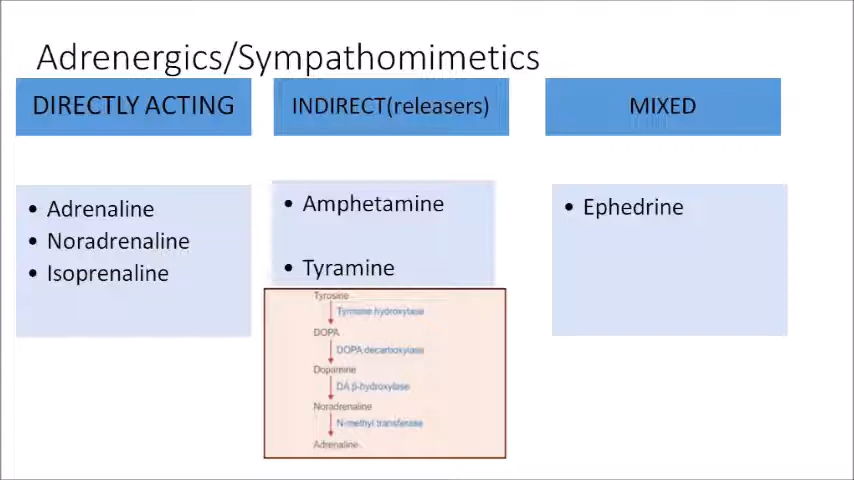 Adrenergics/Sympathomimetics
DIRECTLY ACTING
• Adrenaline
• Noradrenaline
• Isoprenaline
INDIRECT(releasers)
• Amphetamine
• Tyramine
Tyrosine
Tyrosine hydroxylase
DOPA
DOPA decarboxylase
Dopamine
DA β-hydroxylase
Noradrenaline
N-methyl transferase
Adrenaline
MIXED
• Ephedrine